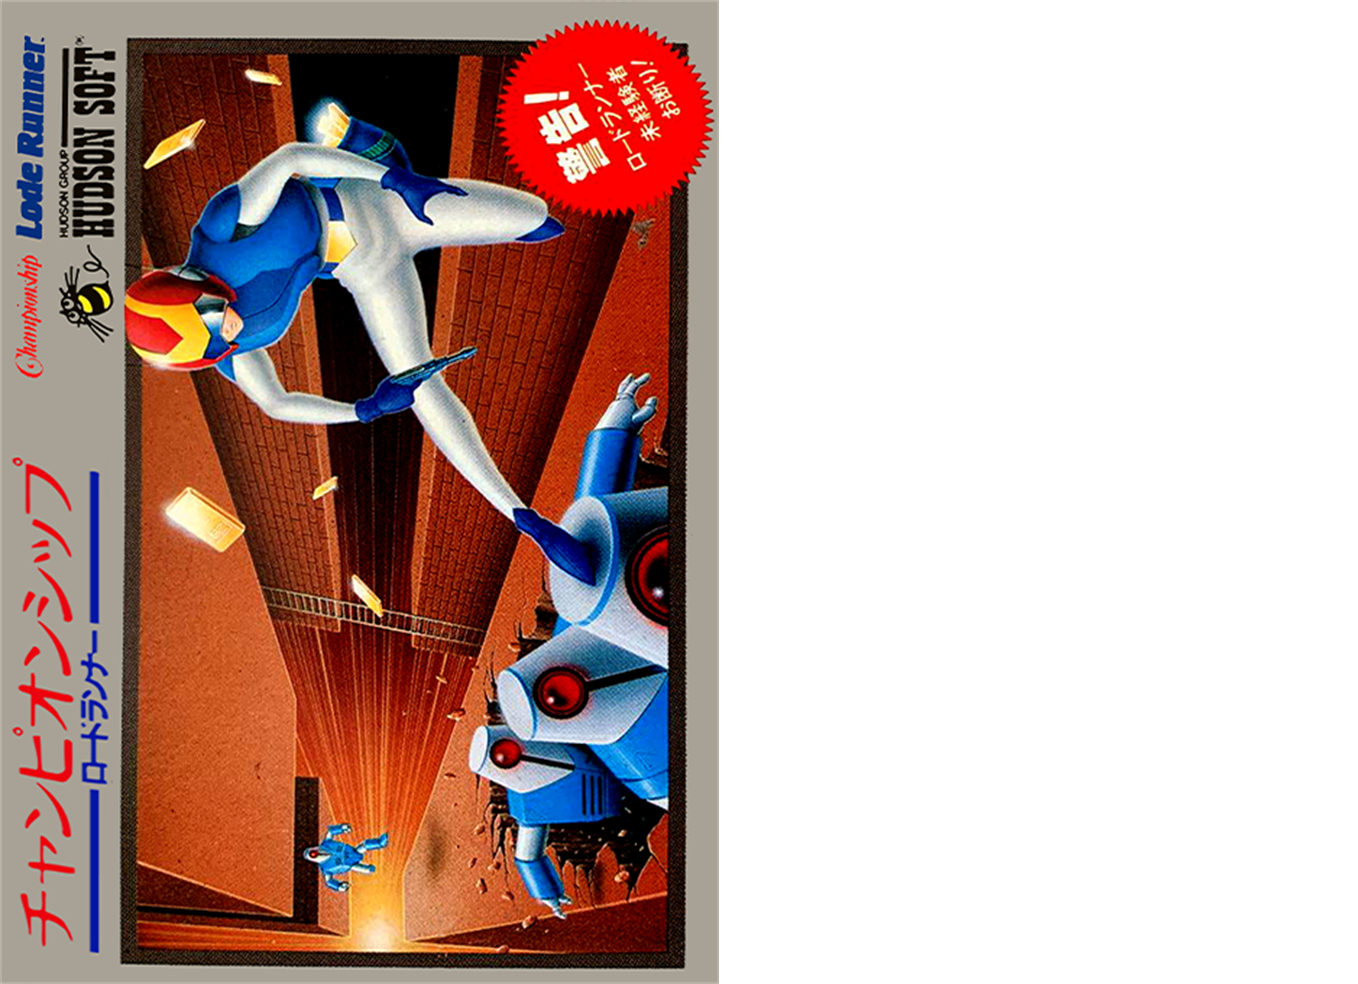 チャンピオンシップ
ロードランナー
Championship Lode Runner.
HUDSON GROUP
HUDSON SOFT
警告!
ロードランナー
未経験者
お断り!